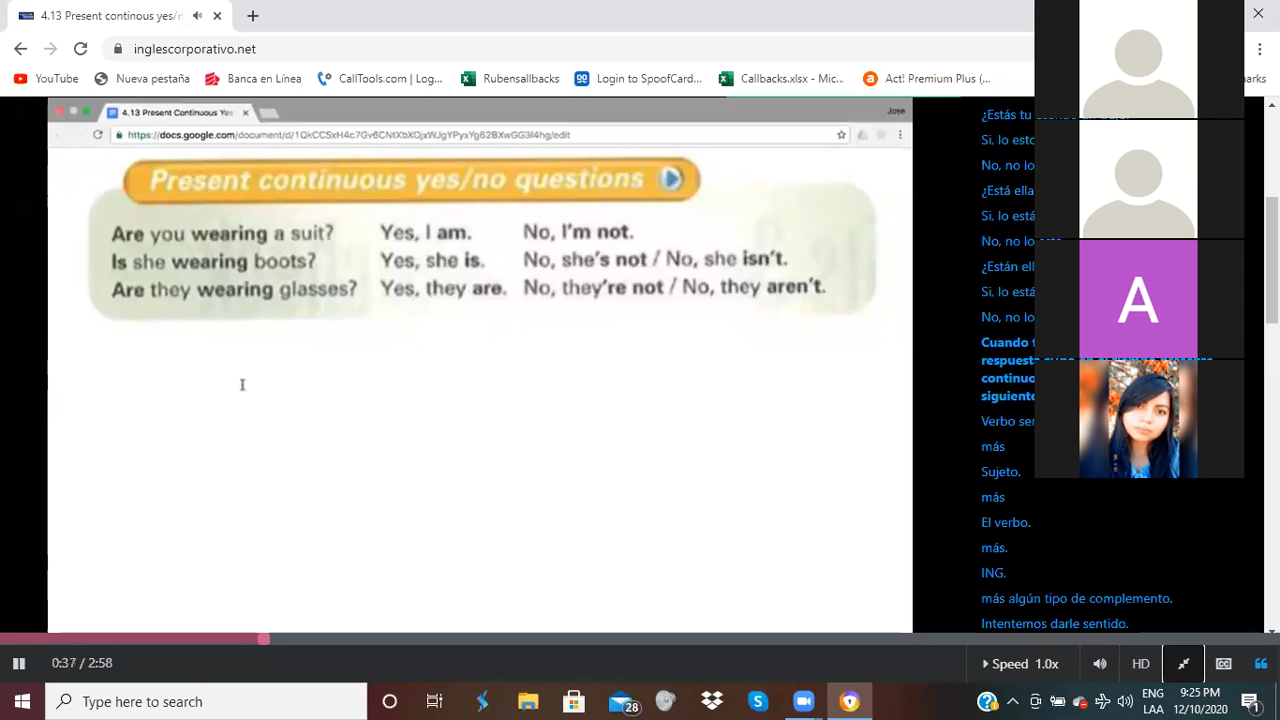 4.13 Present continous yes/n
inglescorporativo.net
YouTube
Nueva pestaña
Banca en Línea
CallTools.com | Log...
Rubensallbacks
Login to SpoofCard...
Callbacks.xlsx - Mic...
Act! Premium Plus (...
4.13 Present Continuous Yes
Jose
Present continuous yes/no questions
Are you wearing a suit? Yes, I am. No, I'm not.
Is she wearing boots? Yes, she is. No, she's not / No, she isn't.
Are they wearing glasses? Yes, they are. No, they're not / No, they aren't.
¿Estás tu
Si, lo
No, no lo
¿Está ella
Si, lo está
No, no lo
¿Están
Si, lo está
No, no lo
Cuando
respuest
continuo
siguiente
Verbo ser
más
Sujeto.
más
El verbo.
más.
ING.
más algún tipo de complemento.
Intentemos darle sentido.
A
0:37 / 2:58
Speed 1.0x
HD
Type here to search
28
ENG
LAA
9:25 PM
12/10/2020
1